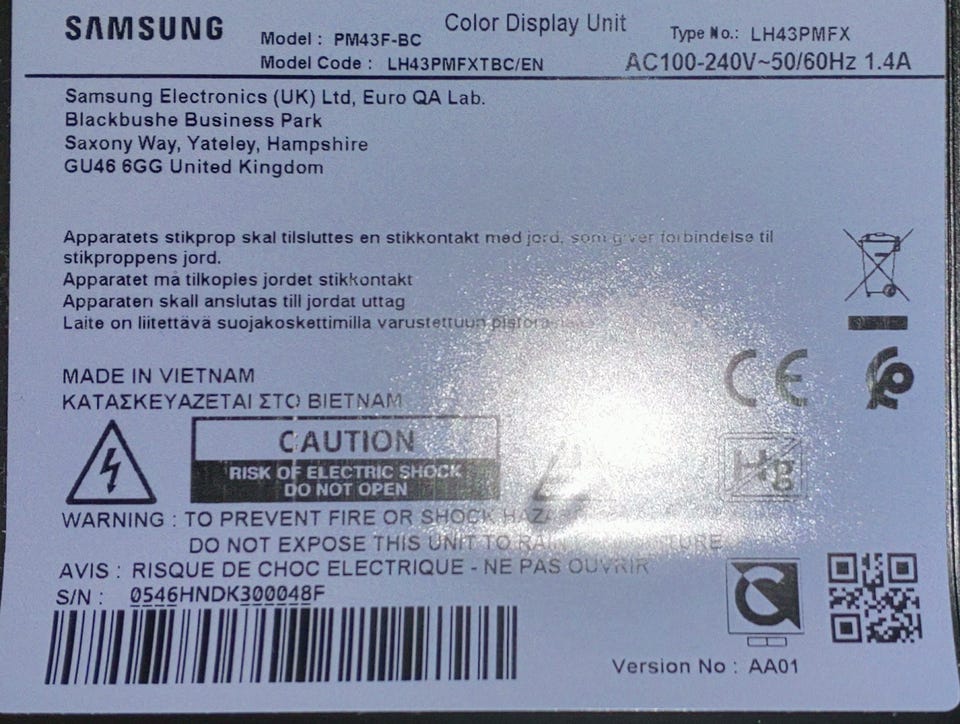 SAMSUNG
Color Display Unit
Model : PM43F-BC
Type No.: LH43PMFX
Model Code : LH43PMFXTBC/EN
AC100-240V~50/60Hz 1.4A
Samsung Electronics (UK) Ltd, Euro QA Lab.
Blackbushe Business Park
Saxony Way, Yateley, Hampshire
GU46 6GG United Kingdom
Apparatets stikprop skal tilsluttes en stikkontakt med jord, som giver forbindelse til
stikproppens jord.
Apparatet må tilkoples jordet stikkontakt
Apparaten skall anslutas till jordat uttag
Laite on liitettävä suojakoskettimilla varustettuun
MADE IN VIETNAM
ΚΑΤΑΣΚΕΥΑΖΕΤΑΙ ΣΤΟ ΒΙΕΤΝΑΜ
CE
CAUTION
RISK OF ELECTRIC SHOCK
DO NOT OPEN
Hg
WARNING : TO PREVENT FIRE OR SHOCK
DO NOT EXPOSE THIS UNIT TO
AVIS : RISQUE DE CHOC ELECTRIQUE - NE PAS OUVRIR
S/N : 0546HNDK300048F
Version No : AA01